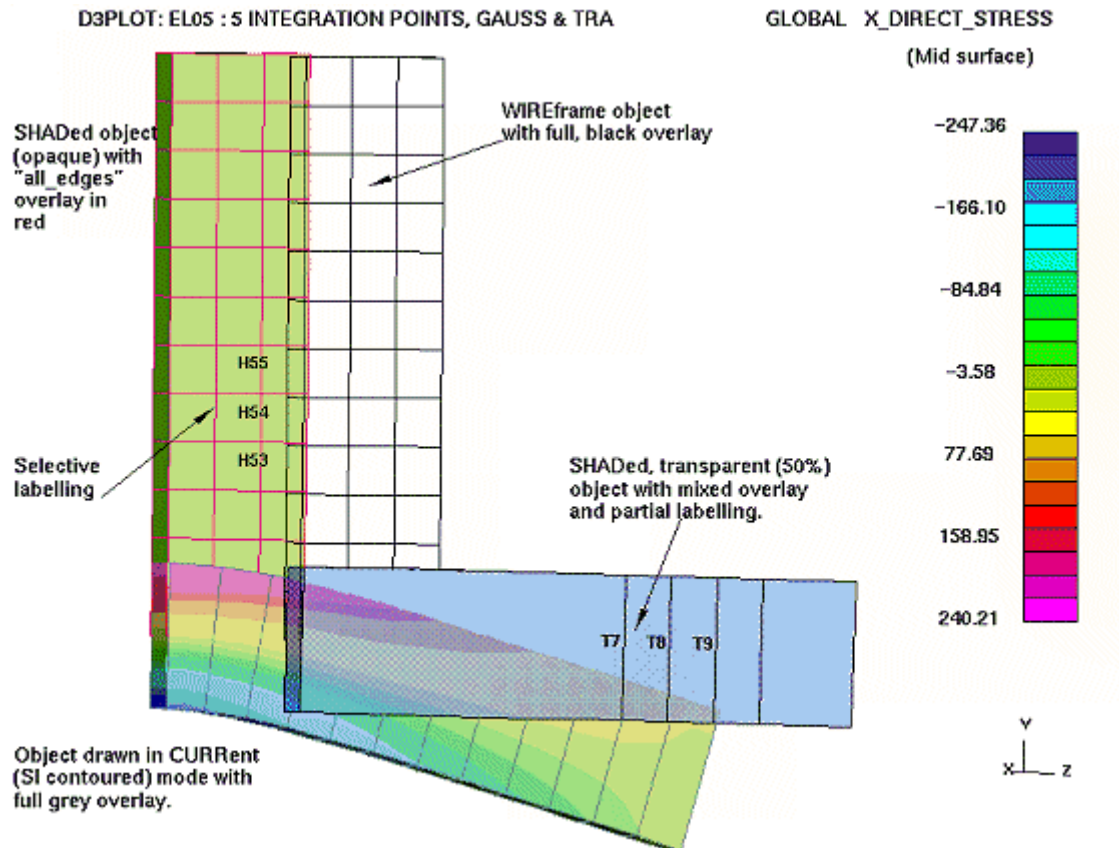 D3PLOT: EL05 : 5 INTEGRATION POINTS, GAUSS & TRA
GLOBAL X_DIRECT_STRESS
(Mid surface)
SHADed object
(opaque) with
"all_edges"
overlay in
red
WIREframe object
with full, black overlay
-247.36
-166.10
-84.84
-3.58
77.69
158.95
240.21
H55
H54
H53
Selective
labelling
SHADed, transparent (50%)
object with mixed overlay
and partial labelling.
T7
T8
T9
Object drawn in CURRent
(SI contoured) mode with
full grey overlay.
Y
X
Z